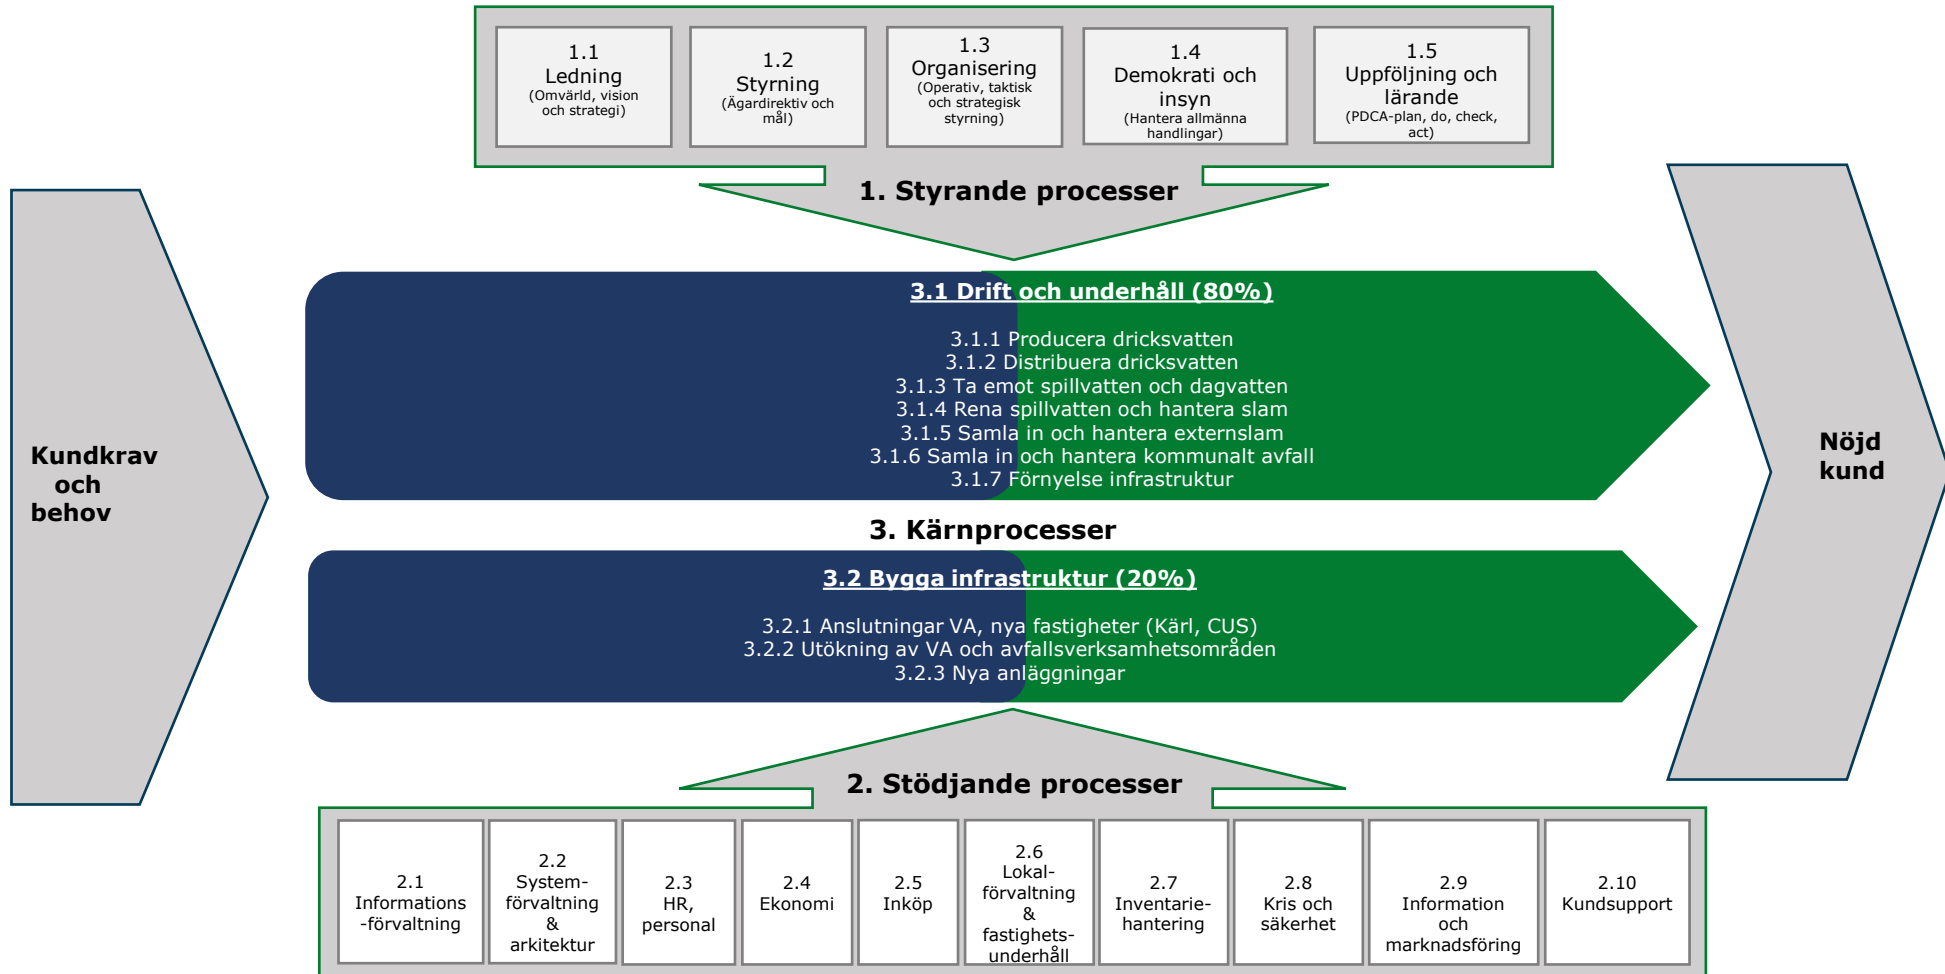 1.1
Ledning
(Omvärld, vision
och strategi)
1.2
Styrning
(Ägardirektiv och
mål)
1.3
Organisering
(Operativ, taktisk
och strategisk
styrning)
1.4
Demokrati och
insyn
(Hantera allmänna
handlingar)
1.5
Uppföljning och
lärande
(PDCA-plan, do, check,
act)
1. Styrande processer
Kundkrav
och
behov
3.1 Drift och underhåll (80%)
3.1.1 Producera dricksvatten
3.1.2 Distribuera dricksvatten
3.1.3 Ta emot spillvatten och dagvatten
3.1.4 Rena spillvatten och hantera slam
3.1.5 Samla in och hantera externslam
3.1.6 Samla in och hantera kommunalt avfall
3.1.7 Förnyelse infrastruktur
3. Kärnprocesser
3.2 Bygga infrastruktur (20%)
3.2.1 Anslutningar VA, nya fastigheter (Kärl, CUS)
3.2.2 Utökning av VA och avfallsverksamhetsområden
3.2.3 Nya anläggningar
Nöjd
kund
2. Stödjande processer
2.1
Informations
-förvaltning
2.2
System-
förvaltning
&
arkitektur
2.3
HR,
personal
2.4
Ekonomi
2.5
Inköp
2.6
Lokal-
förvaltning
&
fastighets-
underhåll
2.7
Inventarie-
hantering
2.8
Kris och
säkerhet
2.9
Information
och
marknadsföring
2.10
Kundsupport